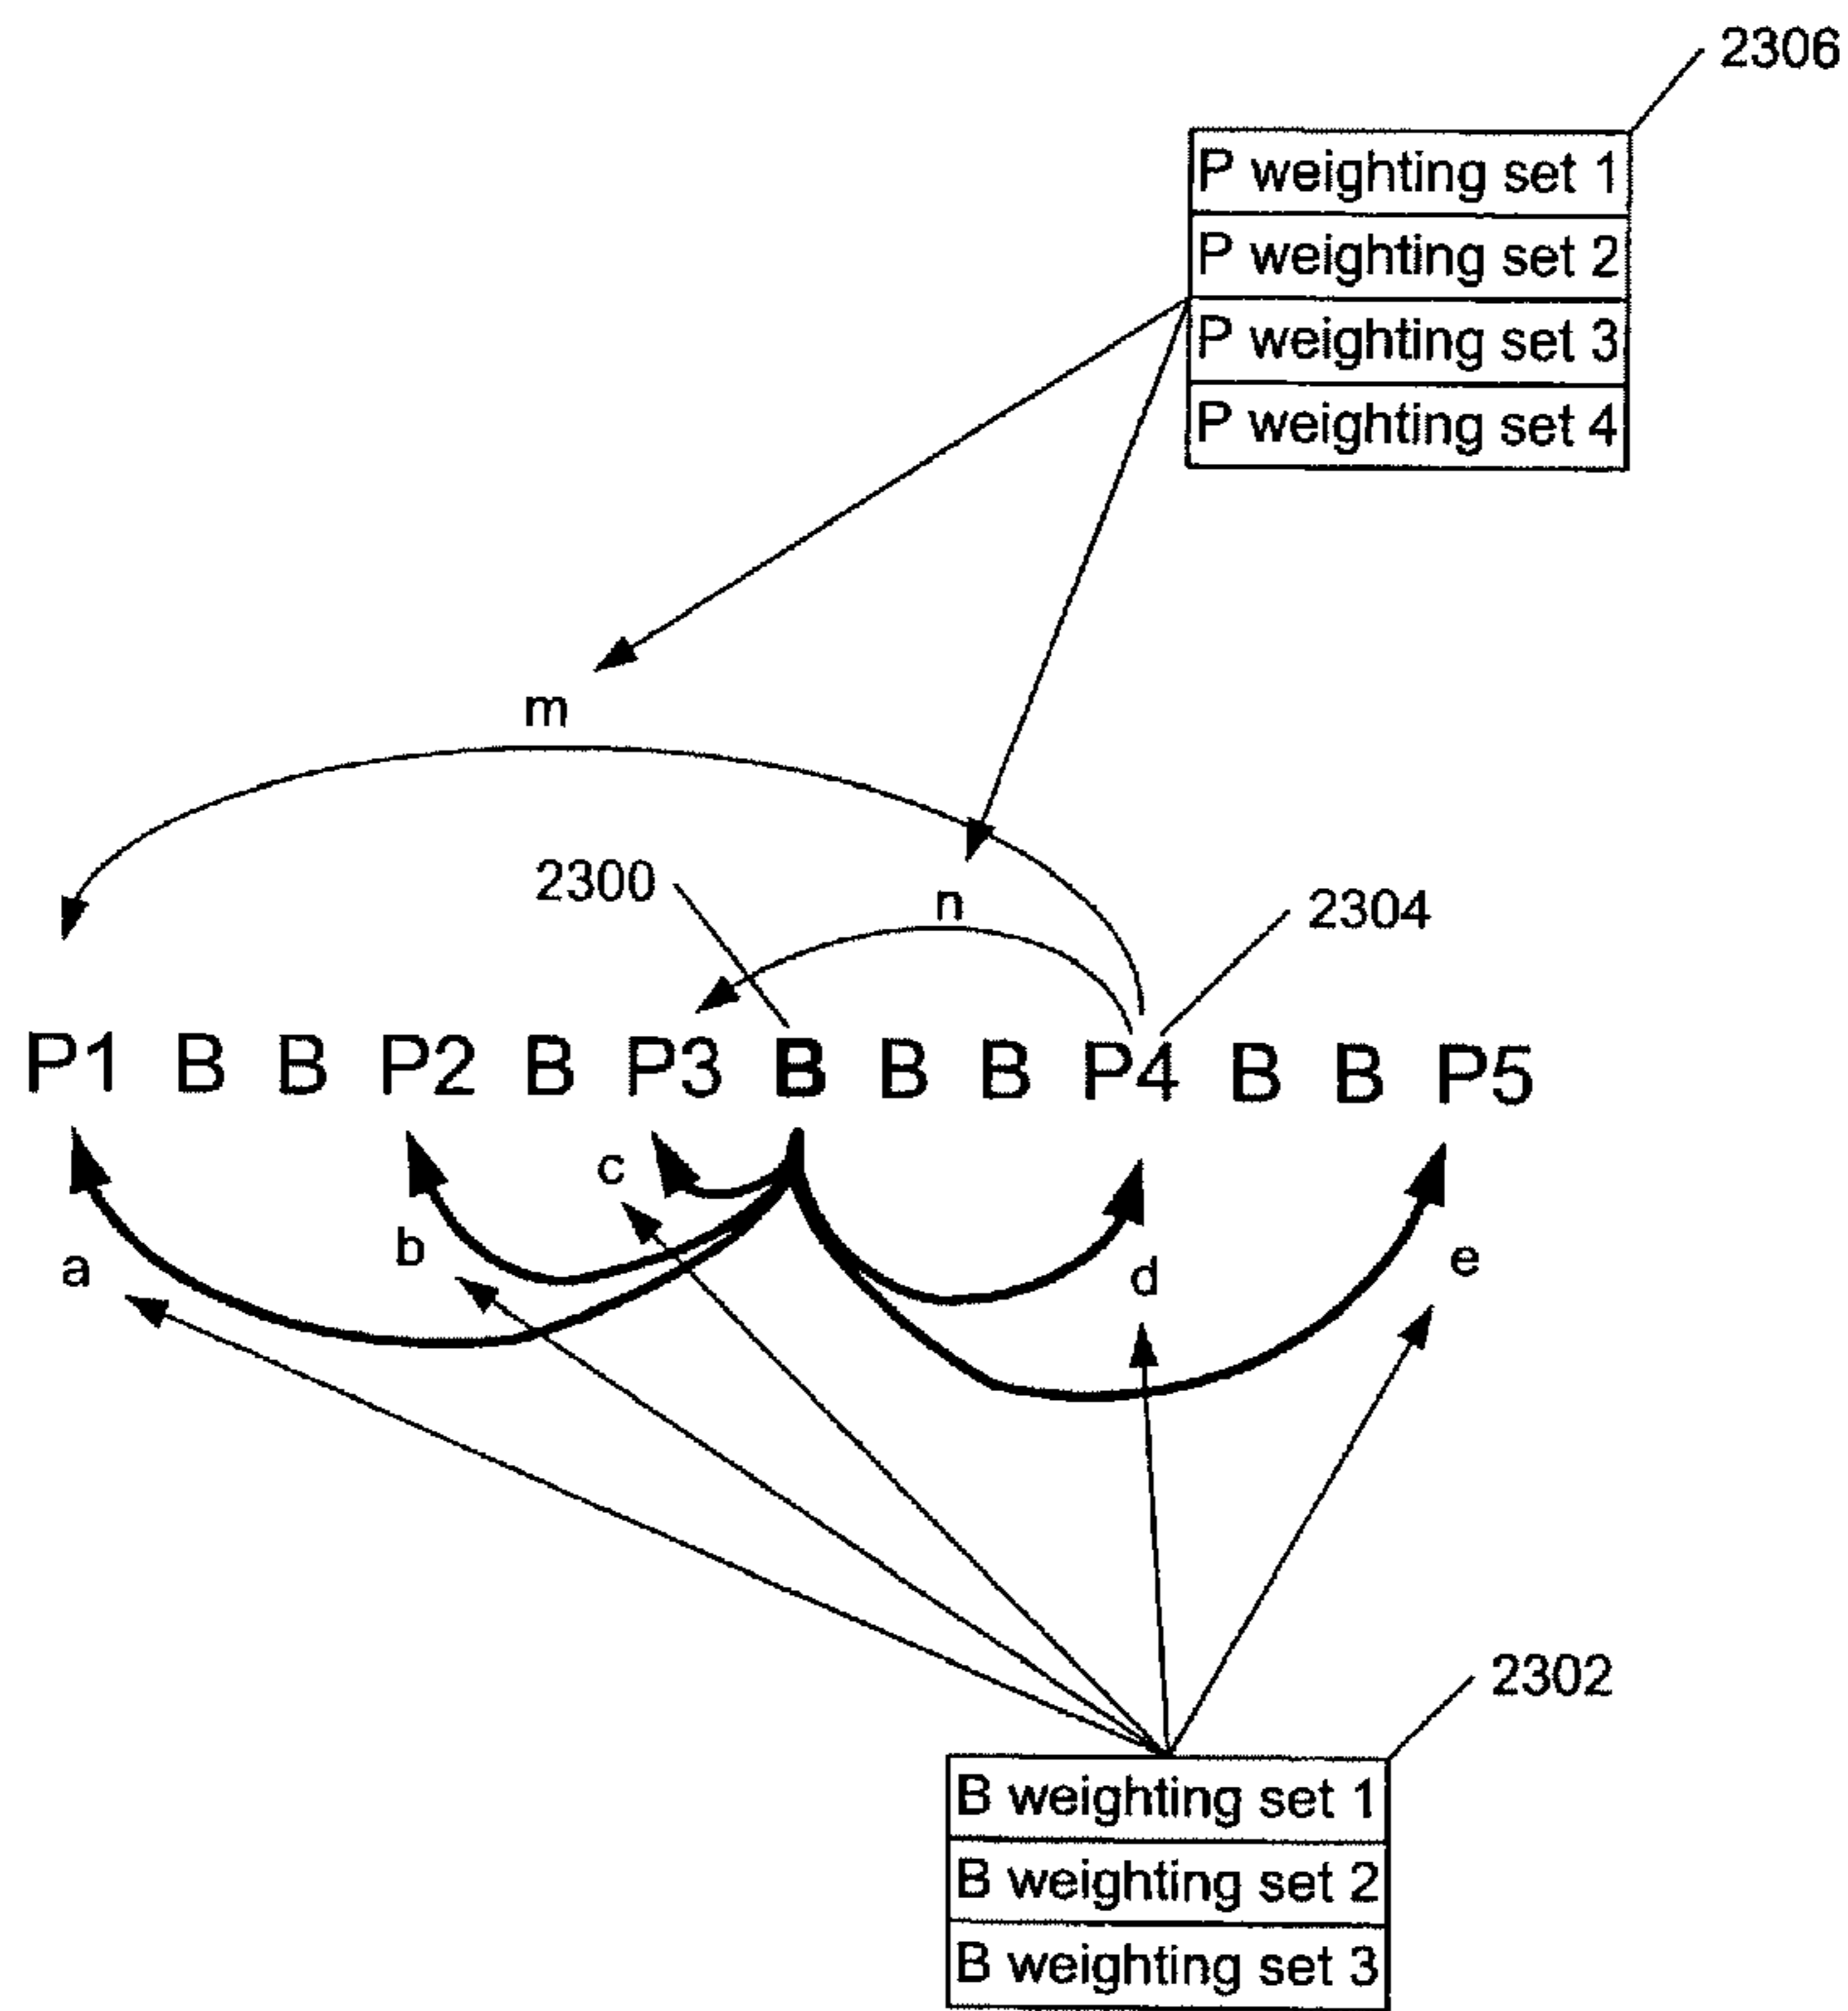 2306
P weighting set 1
P weighting set 2
P weighting set 3
P weighting set 4
m
2300
n
2304
P1 B B P2 B P3 B B B P4 B B P5
c
b
a
d
e
2302
B weighting set 1
B weighting set 2
B weighting set 3